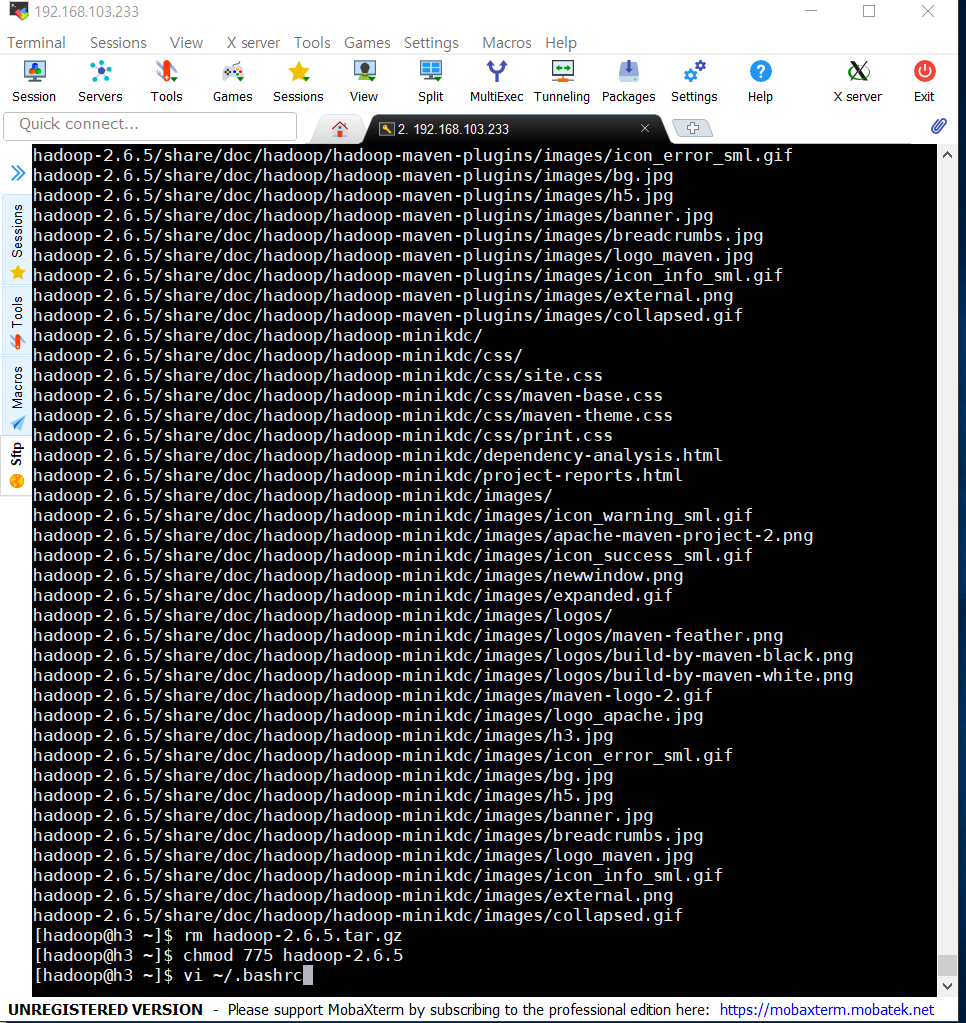 192.168.103.233
Terminal Sessions View X server Tools Games Settings Macros Help
Session Servers Tools Games Sessions View Split MultiExec Tunneling Packages Settings Help X server Exit
Quick connect...
2. 192.168.103.233
Sessions
Tools
Macros
Sftp
hadoop-2.6.5/share/doc/hadoop/hadoop-maven-plugins/images/icon_error_sml.gif
hadoop-2.6.5/share/doc/hadoop/hadoop-maven-plugins/images/bg.jpg
hadoop-2.6.5/share/doc/hadoop/hadoop-maven-plugins/images/h5.jpg
hadoop-2.6.5/share/doc/hadoop/hadoop-maven-plugins/images/banner.jpg
hadoop-2.6.5/share/doc/hadoop/hadoop-maven-plugins/images/breadcrumbs.jpg
hadoop-2.6.5/share/doc/hadoop/hadoop-maven-plugins/images/logo_maven.jpg
hadoop-2.6.5/share/doc/hadoop/hadoop-maven-plugins/images/icon_info_sml.gif
hadoop-2.6.5/share/doc/hadoop/hadoop-maven-plugins/images/external.png
hadoop-2.6.5/share/doc/hadoop/hadoop-maven-plugins/images/collapsed.gif
hadoop-2.6.5/share/doc/hadoop/hadoop-minikdc/
hadoop-2.6.5/share/doc/hadoop/hadoop-minikdc/css/
hadoop-2.6.5/share/doc/hadoop/hadoop-minikdc/css/site.css
hadoop-2.6.5/share/doc/hadoop/hadoop-minikdc/css/maven-base.css
hadoop-2.6.5/share/doc/hadoop/hadoop-minikdc/css/maven-theme.css
hadoop-2.6.5/share/doc/hadoop/hadoop-minikdc/css/print.css
hadoop-2.6.5/share/doc/hadoop/hadoop-minikdc/dependency-analysis.html
hadoop-2.6.5/share/doc/hadoop/hadoop-minikdc/project-reports.html
hadoop-2.6.5/share/doc/hadoop/hadoop-minikdc/images/
hadoop-2.6.5/share/doc/hadoop/hadoop-minikdc/images/icon_warning_sml.gif
hadoop-2.6.5/share/doc/hadoop/hadoop-minikdc/images/apache-maven-project-2.png
hadoop-2.6.5/share/doc/hadoop/hadoop-minikdc/images/icon_success_sml.gif
hadoop-2.6.5/share/doc/hadoop/hadoop-minikdc/images/newwindow.png
hadoop-2.6.5/share/doc/hadoop/hadoop-minikdc/images/expanded.gif
hadoop-2.6.5/share/doc/hadoop/hadoop-minikdc/images/logos/
hadoop-2.6.5/share/doc/hadoop/hadoop-minikdc/images/logos/maven-feather.png
hadoop-2.6.5/share/doc/hadoop/hadoop-minikdc/images/logos/build-by-maven-black.png
hadoop-2.6.5/share/doc/hadoop/hadoop-minikdc/images/logos/build-by-maven-white.png
hadoop-2.6.5/share/doc/hadoop/hadoop-minikdc/images/maven-logo-2.gif
hadoop-2.6.5/share/doc/hadoop/hadoop-minikdc/images/logo_apache.jpg
hadoop-2.6.5/share/doc/hadoop/hadoop-minikdc/images/h3.jpg
hadoop-2.6.5/share/doc/hadoop/hadoop-minikdc/images/icon_error_sml.gif
hadoop-2.6.5/share/doc/hadoop/hadoop-minikdc/images/bg.jpg
hadoop-2.6.5/share/doc/hadoop/hadoop-minikdc/images/h5.jpg
hadoop-2.6.5/share/doc/hadoop/hadoop-minikdc/images/banner.jpg
hadoop-2.6.5/share/doc/hadoop/hadoop-minikdc/images/breadcrumbs.jpg
hadoop-2.6.5/share/doc/hadoop/hadoop-minikdc/images/logo_maven.jpg
hadoop-2.6.5/share/doc/hadoop/hadoop-minikdc/images/icon_info_sml.gif
hadoop-2.6.5/share/doc/hadoop/hadoop-minikdc/images/external.png
hadoop-2.6.5/share/doc/hadoop/hadoop-minikdc/images/collapsed.gif
[hadoop@h3 ~]$ rm hadoop-2.6.5.tar.gz
[hadoop@h3 ~]$ chmod 775 hadoop-2.6.5
[hadoop@h3 ~]$ vi ~/.bashrc
UNREGISTERED VERSION - Please support MobaXterm by subscribing to the professional edition here: https://mobaxterm.mobatek.net